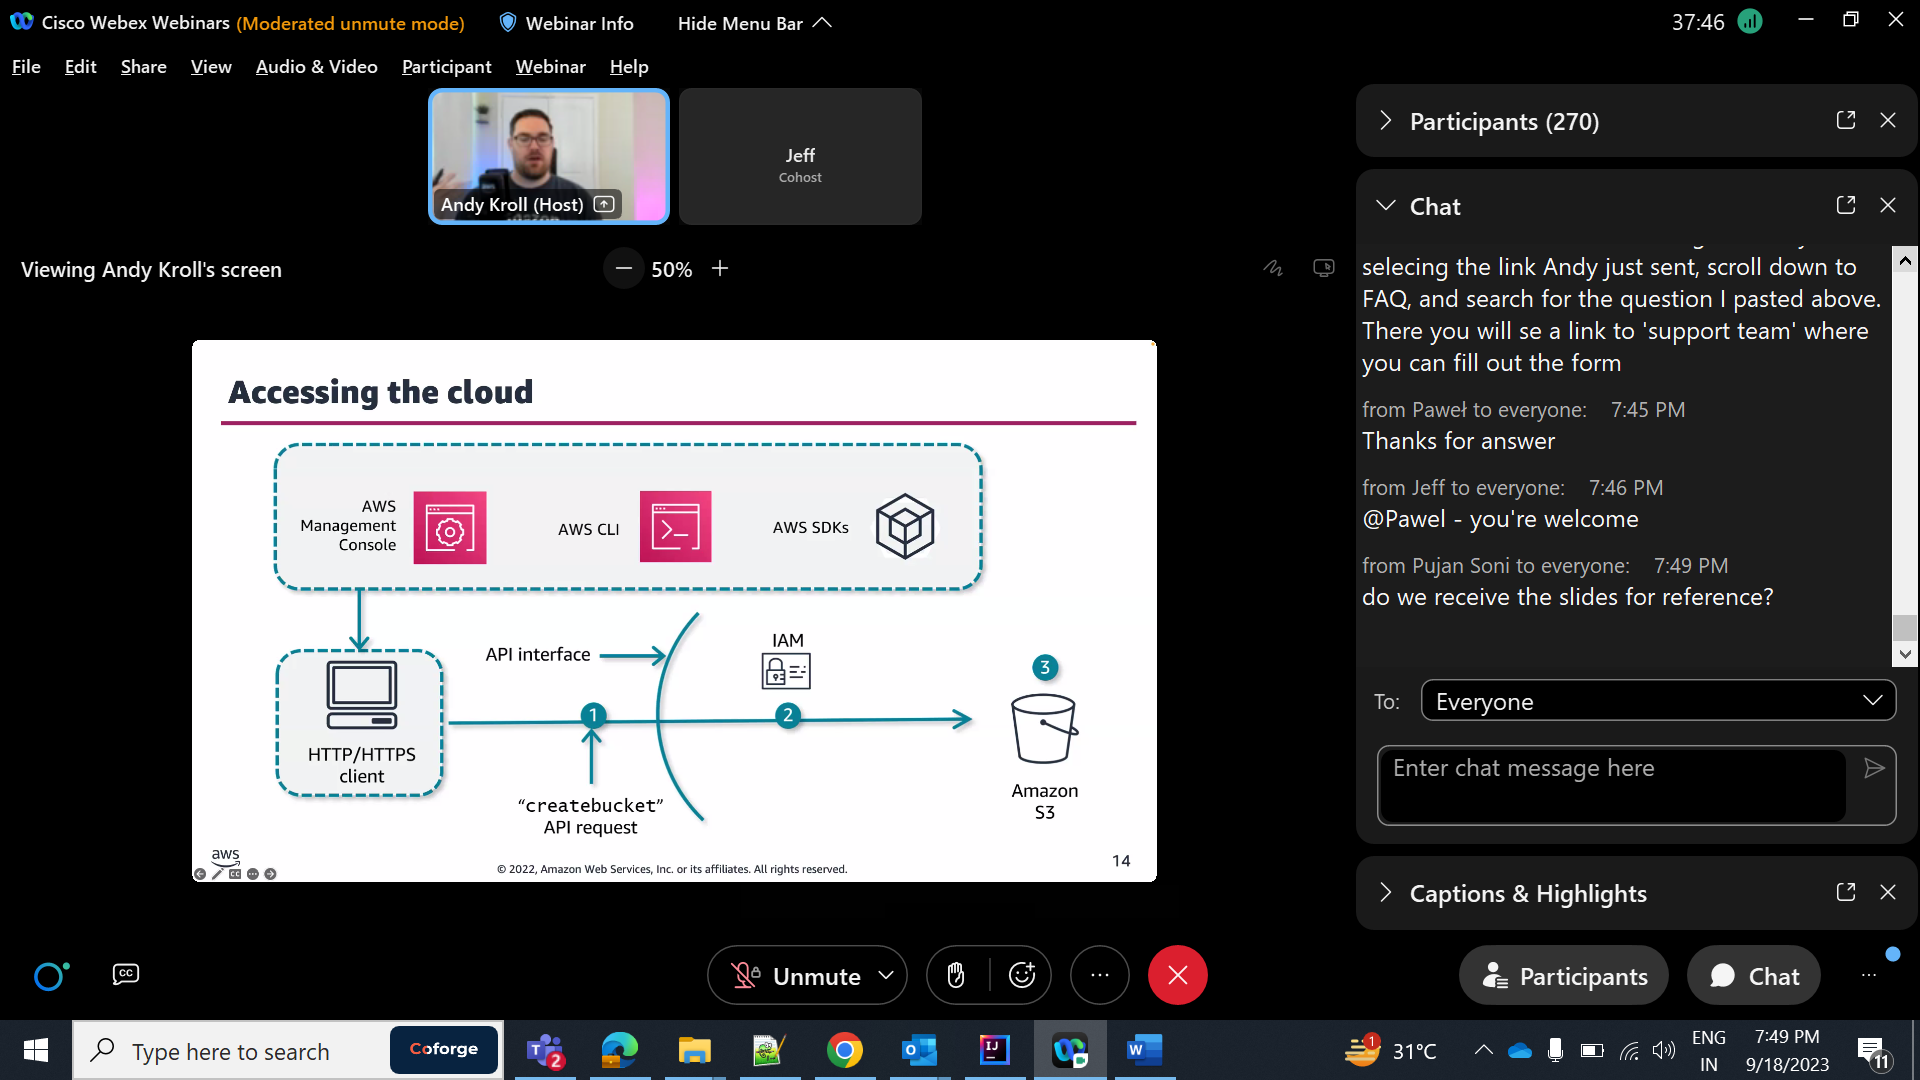 Cisco Webex Webinars (Moderated unmute mode)
Webinar Info
Hide Menu Bar
37:46
File Edit Share View Audio & Video Participant Webinar Help
Andy Kroll (Host)
Jeff
Cohost
Viewing Andy Kroll's screen
50%
Accessing the cloud
AWS
Management
Console
AWS CLI
AWS SDKs
HTTP/HTTPS
client
API interface
1
"createbucket"
API request
IAM
2
3
Amazon
S3
aws
© 2022, Amazon Web Services, Inc. or its affiliates. All rights reserved.
14
Participants (270)
Chat
selecing the link Andy just sent, scroll down to
FAQ, and search for the question I pasted above.
There you will se a link to 'support team' where
you can fill out the form
from Paweł to everyone: 7:45 PM
Thanks for answer
from Jeff to everyone: 7:46 PM
@Pawel - you're welcome
from Pujan Soni to everyone: 7:49 PM
do we receive the slides for reference?
To:
Everyone
Enter chat message here
Captions & Highlights
CC
Unmute
Participants
Chat
Type here to search
Coforge
2
IJ
W
1
31°C
ENG
IN
7:49 PM
9/18/2023
11